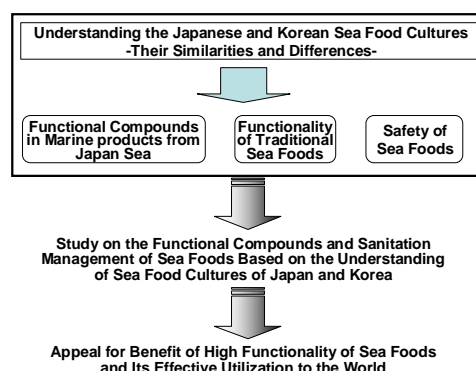 Understanding the Japanese and Korean Sea Food Cultures
-Their Similarities and Differences-
Functional Compounds
in Marine products from
Japan Sea
Functionality
of Traditional
Sea Foods
Safety of
Sea Foods
Study on the Functional Compounds and Sanitation
Management of Sea Foods Based on the Understanding
of Sea Food Cultures of Japan and Korea
Appeal for Benefit of High Functionality of Sea Foods
and Its Effective Utilization to the World